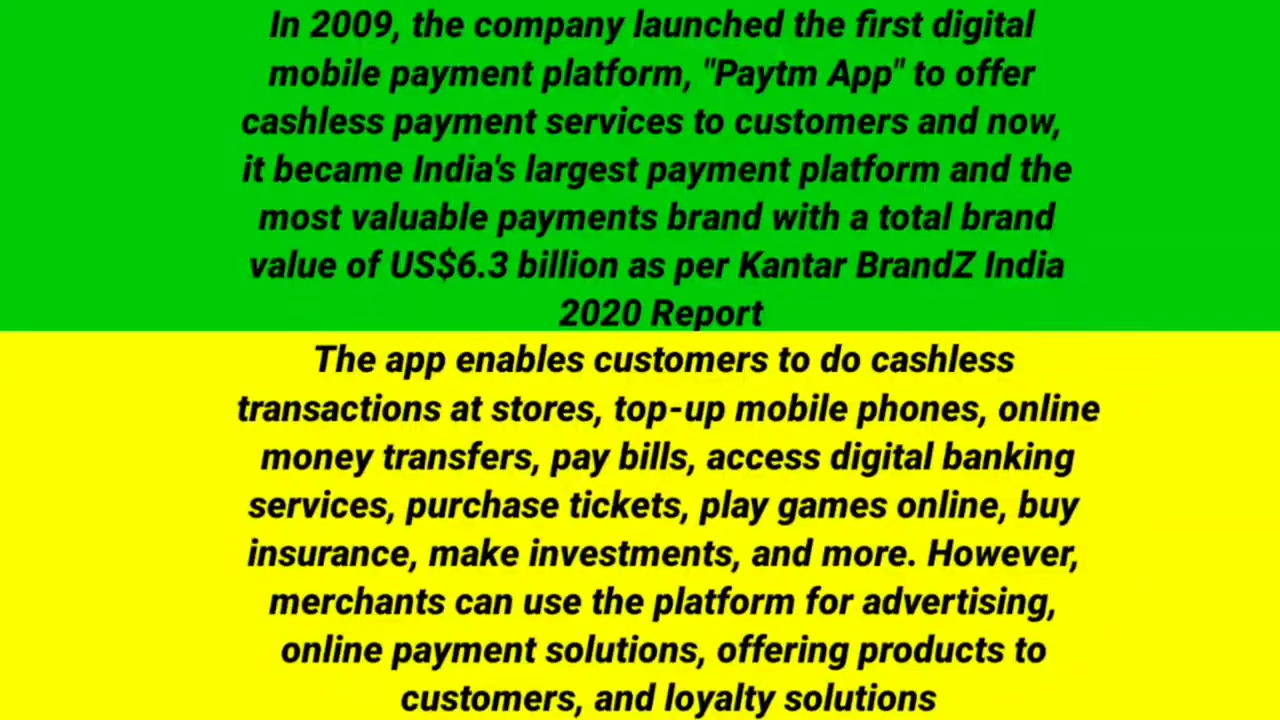 In 2009, the company launched the first digital
mobile payment platform, "Paytm App" to offer
cashless payment services to customers and now,
it became India's largest payment platform and the
most valuable payments brand with a total brand
value of US$6.3 billion as per Kantar BrandZ India
2020 Report
The app enables customers to do cashless
transactions at stores, top-up mobile phones, online
money transfers, pay bills, access digital banking
services, purchase tickets, play games online, buy
insurance, make investments, and more. However,
merchants can use the platform for advertising,
online payment solutions, offering products to
customers, and loyalty solutions